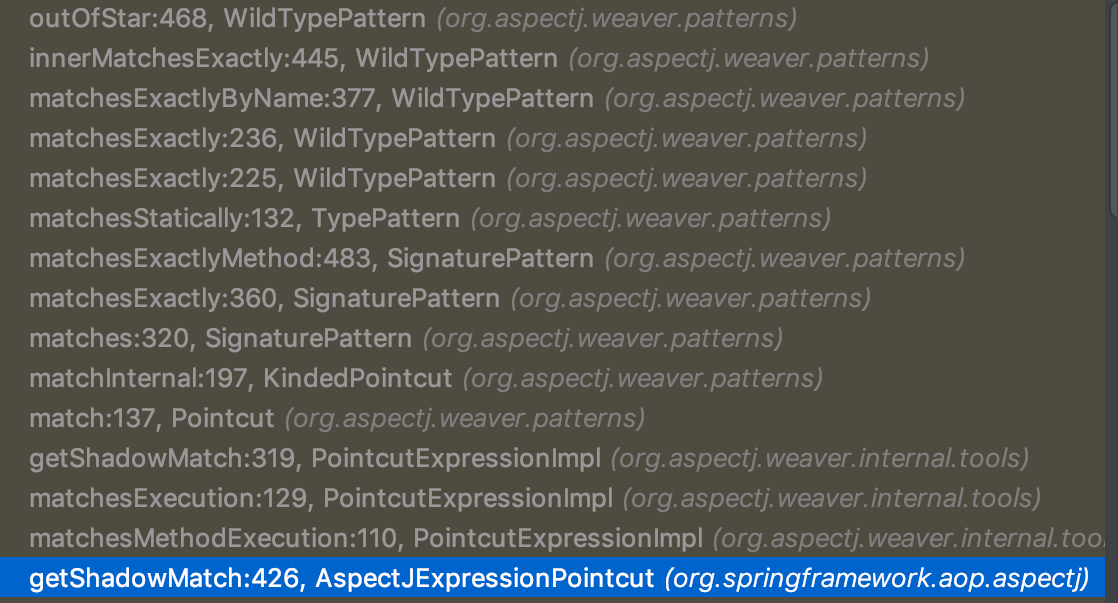 outOfStar:468, WildTypePattern (org.aspectj.weaver.patterns)
innerMatchesExactly:445, WildTypePattern (org.aspectj.weaver.patterns)
matchesExactlyByName:377, WildTypePattern (org.aspectj.weaver.patterns)
matchesExactly:236, WildTypePattern (org.aspectj.weaver.patterns)
matchesExactly:225, WildTypePattern (org.aspectj.weaver.patterns)
matchesStatically:132, TypePattern (org.aspectj.weaver.patterns)
matchesExactlyMethod:483, SignaturePattern (org.aspectj.weaver.patterns)
matchesExactly:360, SignaturePattern (org.aspectj.weaver.patterns)
matches:320, SignaturePattern (org.aspectj.weaver.patterns)
matchInternal:197, KindedPointcut (org.aspectj.weaver.patterns)
match:137, Pointcut (org.aspectj.weaver.patterns)
getShadowMatch:319, PointcutExpressionImpl (org.aspectj.weaver.internal.tools)
matchesExecution:129, PointcutExpressionImpl (org.aspectj.weaver.internal.tools)
matchesMethodExecution:110, PointcutExpressionImpl (org.aspectj.weaver.internal.tool
getShadowMatch:426, AspectJExpressionPointcut (org.springframework.aop.aspectj)